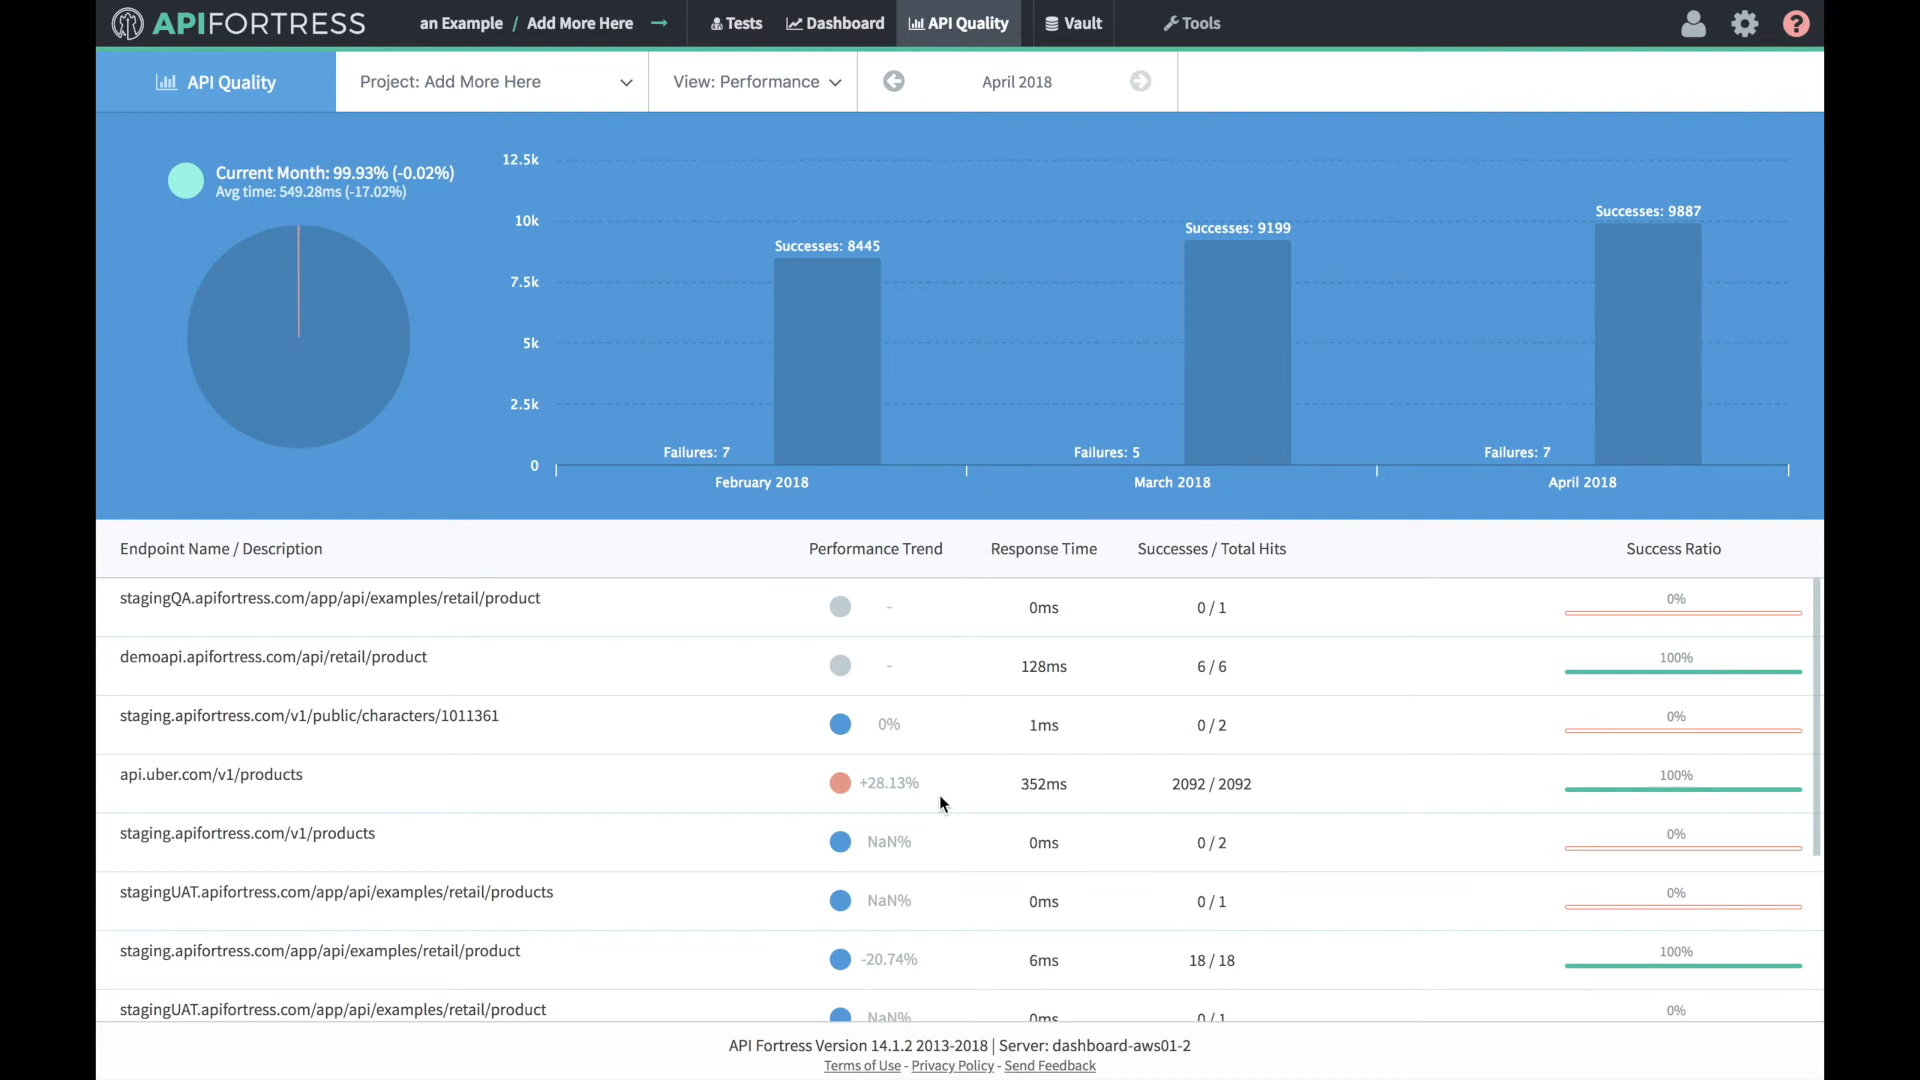 APIFORTRESS
an Example / Add More Here
Tests
Dashboard
API Quality
Vault
Tools
?
API Quality
Project: Add More Here
View: Performance
April 2018
Current Month: 99.93% (-0.02%)
Avg time: 549.28ms (-17.02%)
12.5k
10k
7.5k
5k
2.5k
0
Successes: 8445
Successes: 9199
Successes: 9887
Failures: 7
Failures: 5
Failures: 7
February 2018
March 2018
April 2018
Endpoint Name / Description Performance Trend Response Time Successes / Total Hits Success Ratio
stagingQA.apifortress.com/app/api/examples/retail/product - 0ms 0 / 1 0%
demoapi.apifortress.com/api/retail/product - 128ms 6 / 6 100%
staging.apifortress.com/v1/public/characters/1011361 0% 1ms 0 / 2 0%
api.uber.com/v1/products +28.13% 352ms 2092 / 2092 100%
staging.apifortress.com/v1/products NaN% 0ms 0 / 2 0%
stagingUAT.apifortress.com/app/api/examples/retail/products NaN% 0ms 0 / 1 0%
staging.apifortress.com/app/api/examples/retail/product -20.74% 6ms 18 / 18 100%
stagingUAT.apifortress.com/app/api/examples/retail/product NaN% 0ms 0 / 1 0%
API Fortress Version 14.1.2 2013-2018 | Server: dashboard-aws01-2
Terms of Use - Privacy Policy - Send Feedback